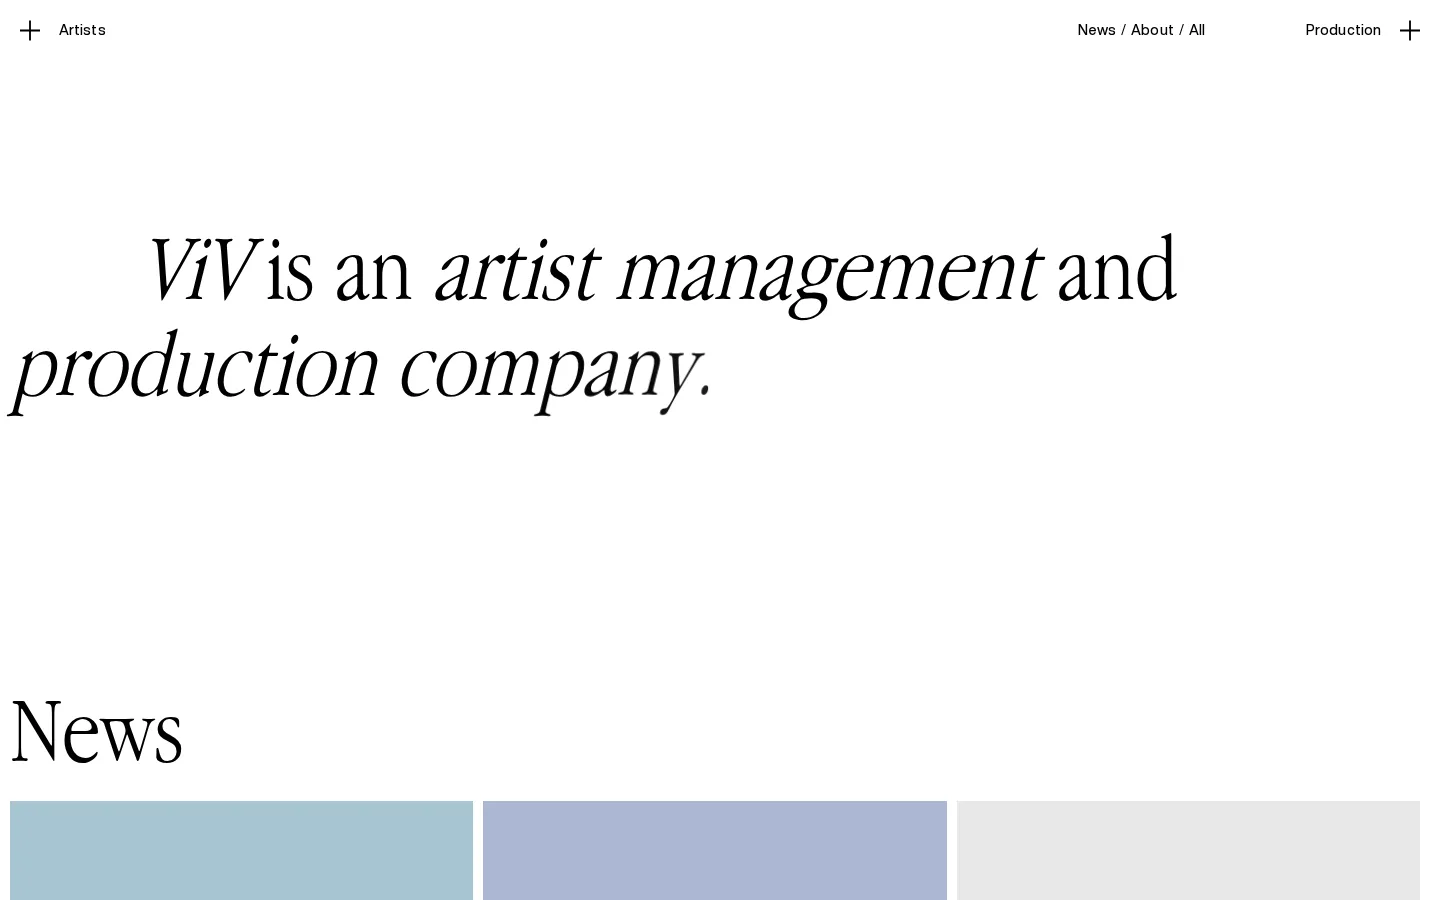 Artists
News / About / All
Production
ViV is an artist management and
production company.
News